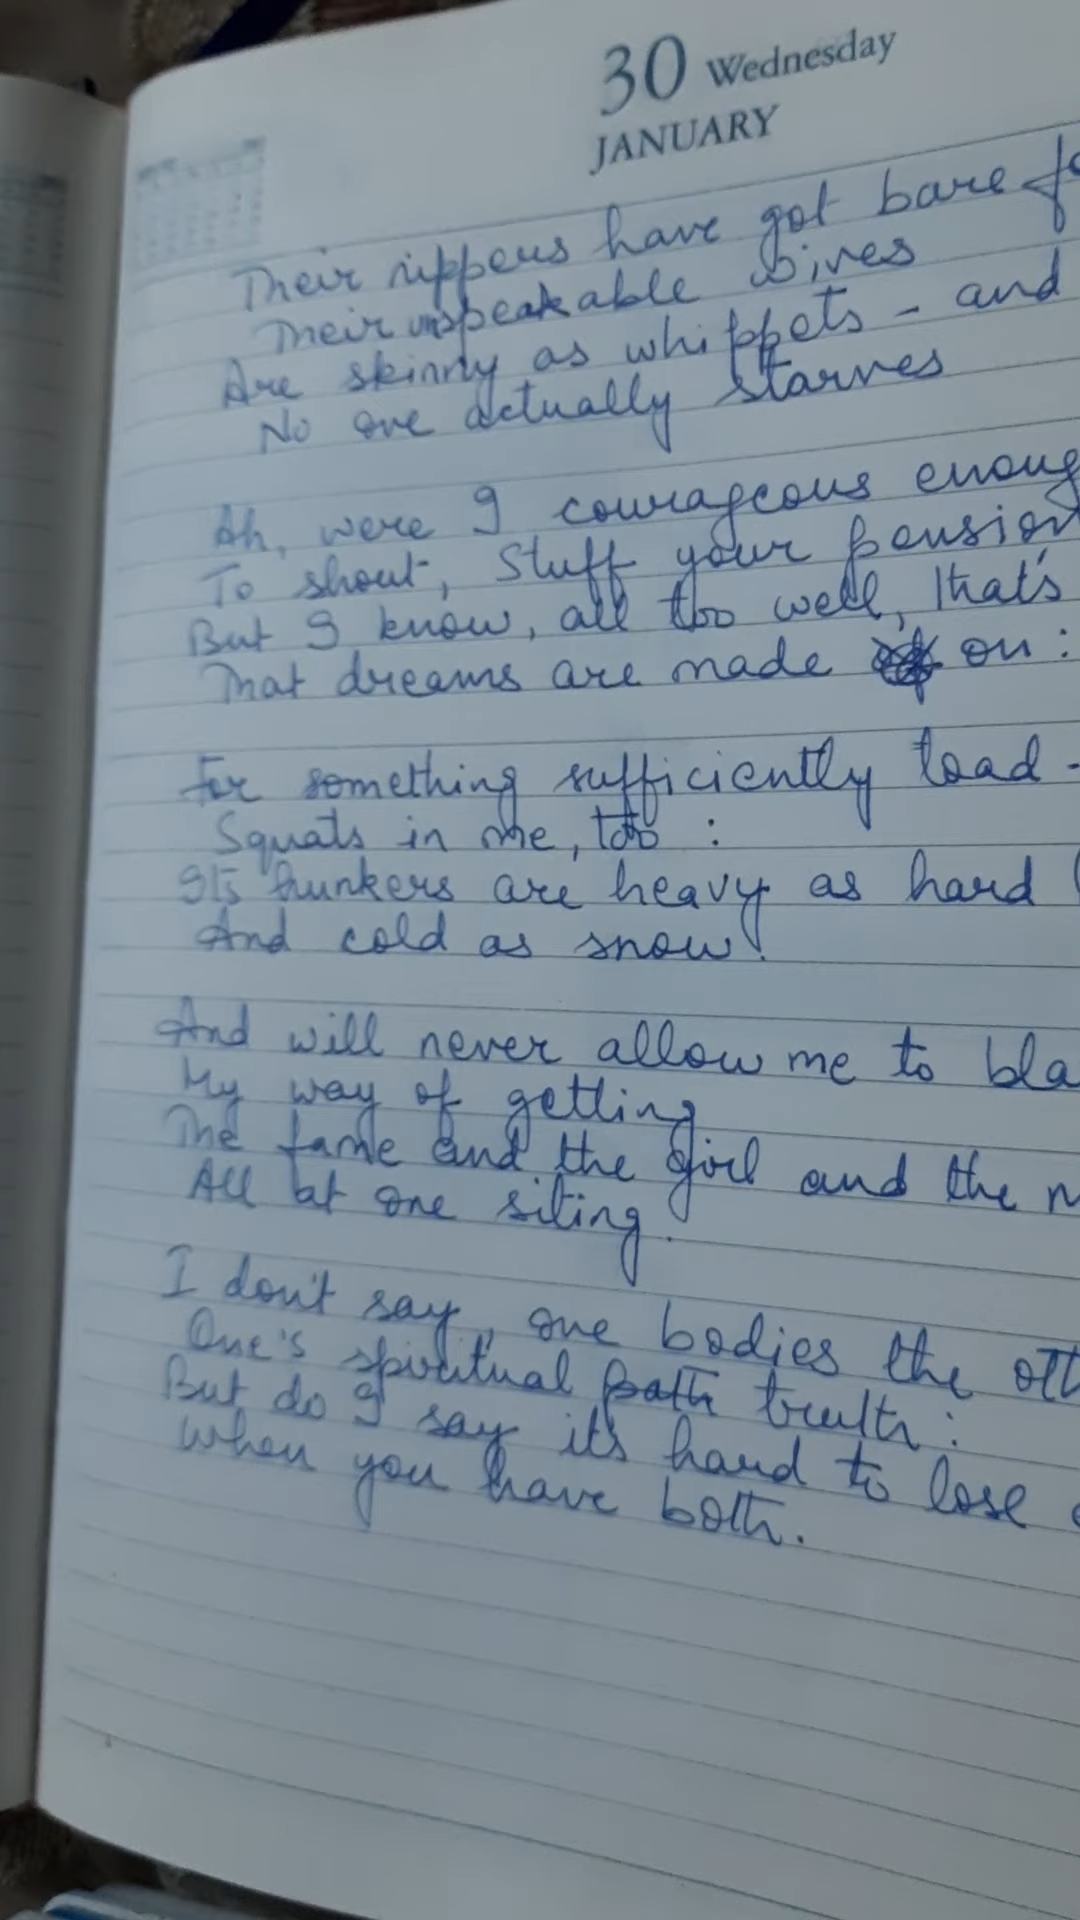 30 Wednesday
JANUARY
Their nippers have got bare
Their unspeakable wives
Are skinny as whippets - and
No one actually starves
Ah, were I courageous enoug
To shout, Stuff your pension
But I know, all too well, that's
That dreams are made on :
For something sufficiently toad -
Squats in me, too :
Its hunkers are heavy as hard
And cold as snow.
And will never allow me to bla
My way of getting
The fame and the girl and the m
All at one siting.
I don't say, one bodies the oth
One's spiritual path truth :
But do I say it's hard to lose
When you have both.